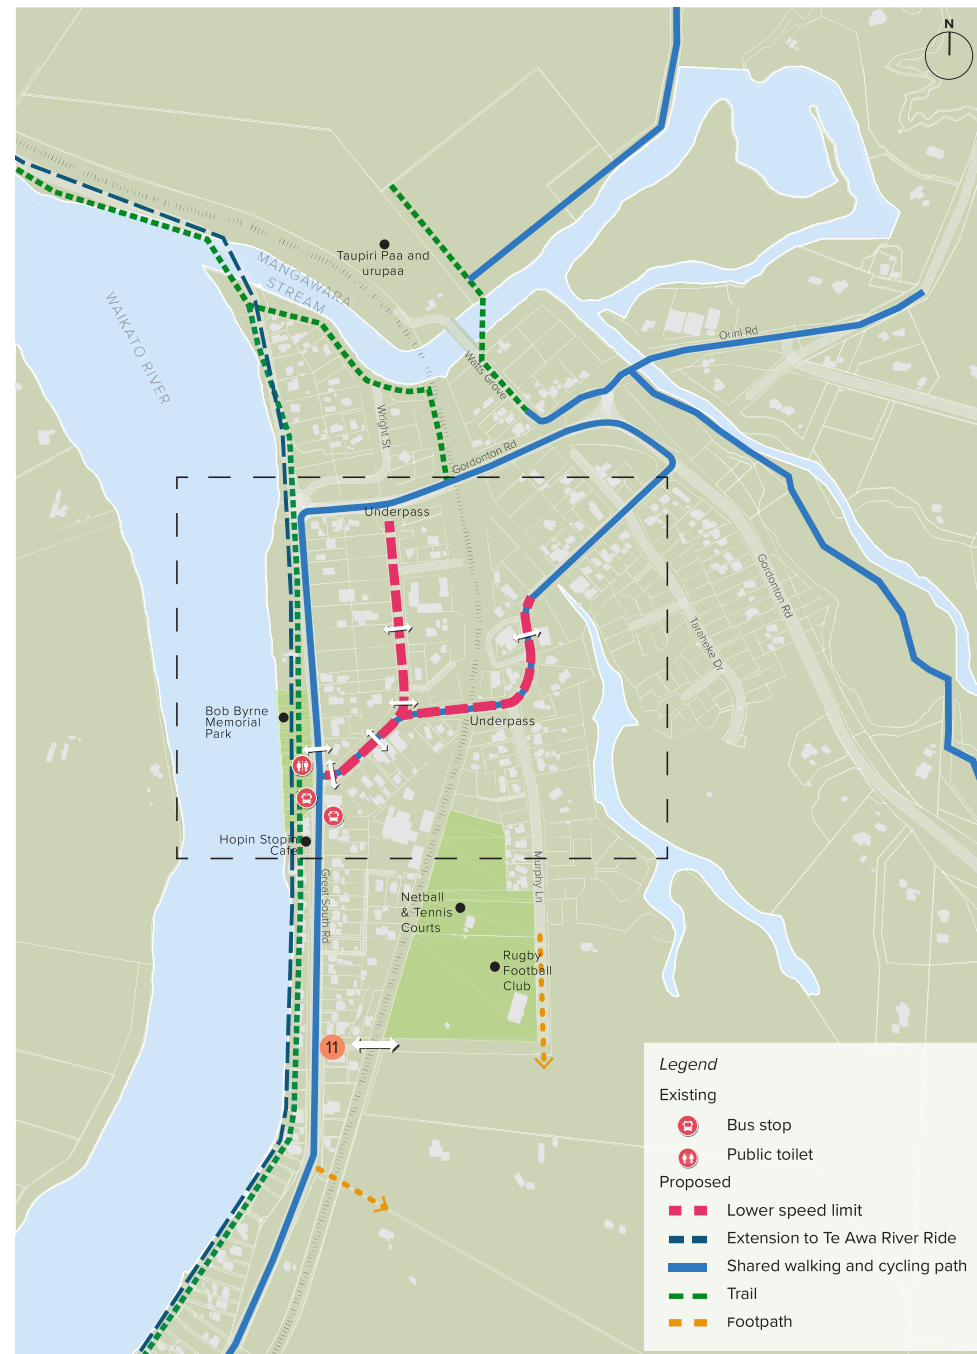 N
Taupiri Paa and
urupaa
MANGAWARA
STREAM
WAIKATO RIVER
Orini Rd
Watts Grove
Wright St
Gordonton Rd
Underpass
Gordonton Rd
Taraheke Dr
Bob Byrne
Memorial
Park
Underpass
Hopin Stopin
Cafe
Great South Rd
Murphy Ln
Netball
& Tennis
Courts
Rugby
Football
Club
11
Legend
Existing
Bus stop
Public toilet
Proposed
Lower speed limit
Extension to Te Awa River Ride
Shared walking and cycling path
Trail
Footpath